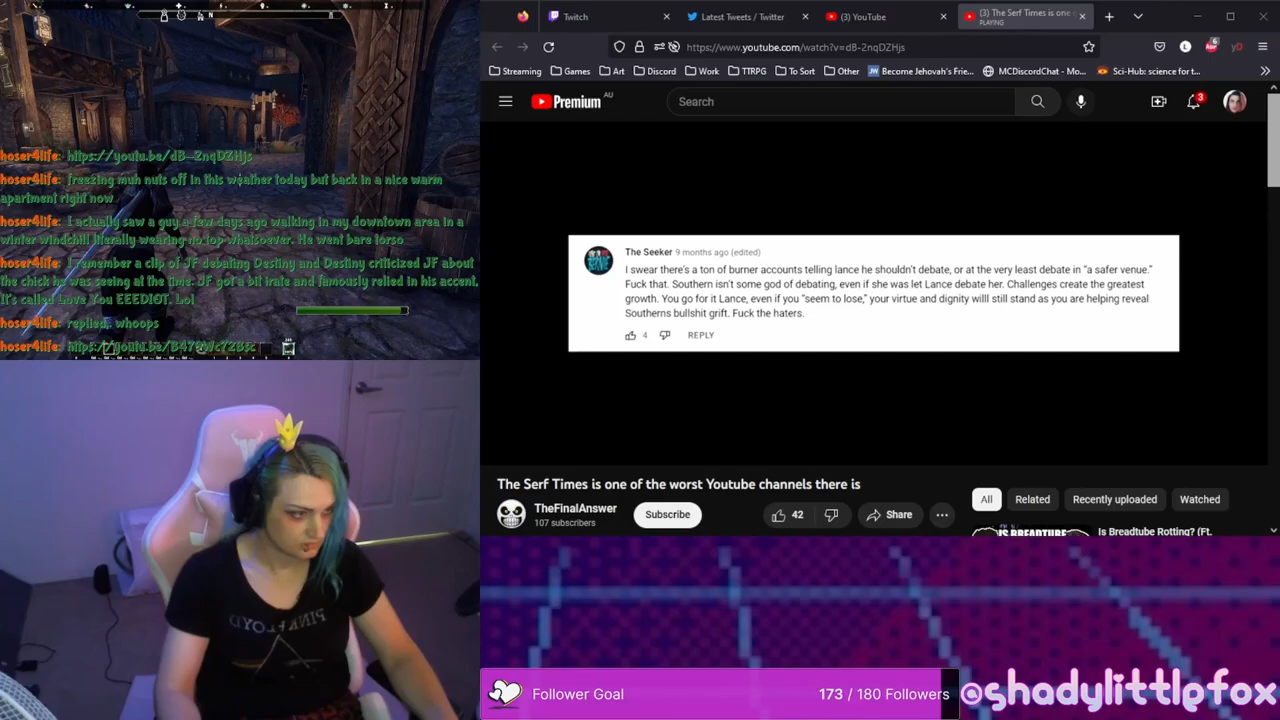 N
hoser4life: https://youtu.be/dB-2nqDZHjs
hoser4life: freezing muh nuts off in this weather today but back in a nice warm
apartment right now
hoser4life: I actually saw a guy a few days ago walking in my downtown area in a
winter windchill literally wearing no top whatsoever. He went bare torso
hoser4life: I remember a clip of JF debating Destiny and Destiny criticized JF about
the chick he was seeing at the time: JF got a bit irate and famously relied in his accent,
It's called Love You EEEDIOT. Lol
hoser4life: replied, whoops
hoser4life:
PINK FLOYD
Twitch
Latest Tweets / Twitter
(3) YouTube
(3) The Serf Times is one o
PLAYING
https://www.youtube.com/watch?v=dB-2nqDZHjs
Streaming
Games
Art
Discord
Work
TTRPG
To Sort
Other
Become Jehovah's Frie...
MCDiscordChat - Mo...
Sci-Hub: science for t...
Premium AU
Search
3
The Seeker 9 months ago (edited)
I swear there's a ton of burner accounts telling lance he shouldn't debate, or at the very least debate in "a safer venue."
Fuck that. Southern isn't some god of debating, even if she was let Lance debate her. Challenges create the greatest
growth. You go for it Lance, even if you "seem to lose," your virtue and dignity willl still stand as you are helping reveal
Southerns bullshit grift. Fuck the haters.
4 REPLY
The Serf Times is one of the worst Youtube channels there is
TheFinalAnswer
107 subscribers
Subscribe
42
Share
All
Related
Recently uploaded
Watched
IS BREADTUBE
Is Breadtube Rotting? (Ft.
Follower Goal
173 / 180 Followers
@shadylittlefox